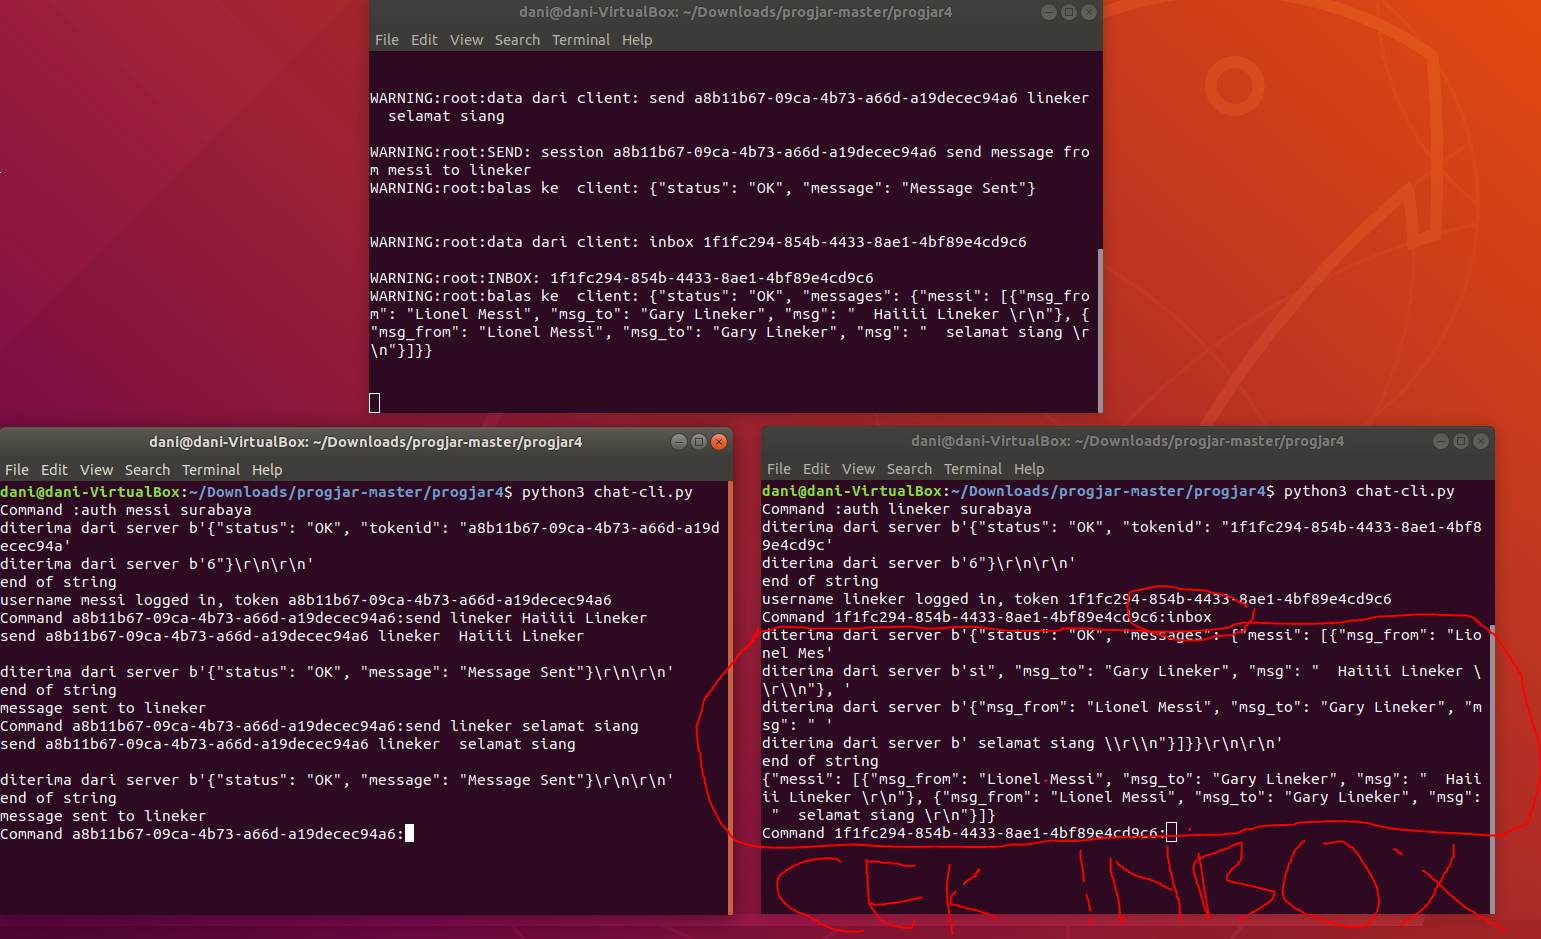 dani@dani-VirtualBox: ~/Downloads/progjar-master/progjar4
File Edit View Search Terminal Help
WARNING:root:data dari client: send a8b11b67-09ca-4b73-a66d-a19decec94a6 lineker
  selamat siang
WARNING:root:SEND: session a8b11b67-09ca-4b73-a66d-a19decec94a6 send message fro
m messi to lineker
WARNING:root:balas ke  client: {"status": "OK", "message": "Message Sent"}
WARNING:root:data dari client: inbox 1f1fc294-854b-4433-8ae1-4bf89e4cd9c6
WARNING:root:INBOX: 1f1fc294-854b-4433-8ae1-4bf89e4cd9c6
WARNING:root:balas ke  client: {"status": "OK", "messages": {"messi": [{"msg_fro
m": "Lionel Messi", "msg_to": "Gary Lineker", "msg": "  Haiiii Lineker \r\n"}, {
"msg_from": "Lionel Messi", "msg_to": "Gary Lineker", "msg": "  selamat siang \r
\n"}]}}
dani@dani-VirtualBox: ~/Downloads/progjar-master/progjar4
File Edit View Search Terminal Help
dani@dani-VirtualBox:~/Downloads/progjar-master/progjar4$ python3 chat-cli.py
Command :auth messi surabaya
diterima dari server b'{"status": "OK", "tokenid": "a8b11b67-09ca-4b73-a66d-a19d
ecec94a'
diterima dari server b'6"}\r\n\r\n'
end of string
username messi logged in, token a8b11b67-09ca-4b73-a66d-a19decec94a6
Command a8b11b67-09ca-4b73-a66d-a19decec94a6:send lineker Haiiii Lineker
send a8b11b67-09ca-4b73-a66d-a19decec94a6 lineker  Haiiii Lineker
diterima dari server b'{"status": "OK", "message": "Message Sent"}\r\n\r\n'
end of string
message sent to lineker
Command a8b11b67-09ca-4b73-a66d-a19decec94a6:send lineker selamat siang
send a8b11b67-09ca-4b73-a66d-a19decec94a6 lineker  selamat siang
diterima dari server b'{"status": "OK", "message": "Message Sent"}\r\n\r\n'
end of string
message sent to lineker
Command a8b11b67-09ca-4b73-a66d-a19decec94a6:
dani@dani-VirtualBox: ~/Downloads/progjar-master/progjar4
File Edit View Search Terminal Help
dani@dani-VirtualBox:~/Downloads/progjar-master/progjar4$ python3 chat-cli.py
Command :auth lineker surabaya
diterima dari server b'{"status": "OK", "tokenid": "1f1fc294-854b-4433-8ae1-4bf8
9e4cd9c'
diterima dari server b'6"}\r\n\r\n'
end of string
username lineker logged in, token 1f1fc294-854b-4433-8ae1-4bf89e4cd9c6
Command 1f1fc294-854b-4433-8ae1-4bf89e4cd9c6:inbox
diterima dari server b'{"status": "OK", "messages": {"messi": [{"msg_from": "Lio
nel Mes'
diterima dari server b'si", "msg_to": "Gary Lineker", "msg": "  Haiiii Lineker \
\r\\n"}, '
diterima dari server b'{"msg_from": "Lionel Messi", "msg_to": "Gary Lineker", "m
sg": " '
diterima dari server b' selamat siang \\r\\n"}]}}\r\n\r\n'
end of string
{"messi": [{"msg_from": "Lionel Messi", "msg_to": "Gary Lineker", "msg": "  Haii
ii Lineker \r\n"}, {"msg_from": "Lionel Messi", "msg_to": "Gary Lineker", "msg":
 "  selamat siang \r\n"}]}
Command 1f1fc294-854b-4433-8ae1-4bf89e4cd9c6:
CEK INBOX